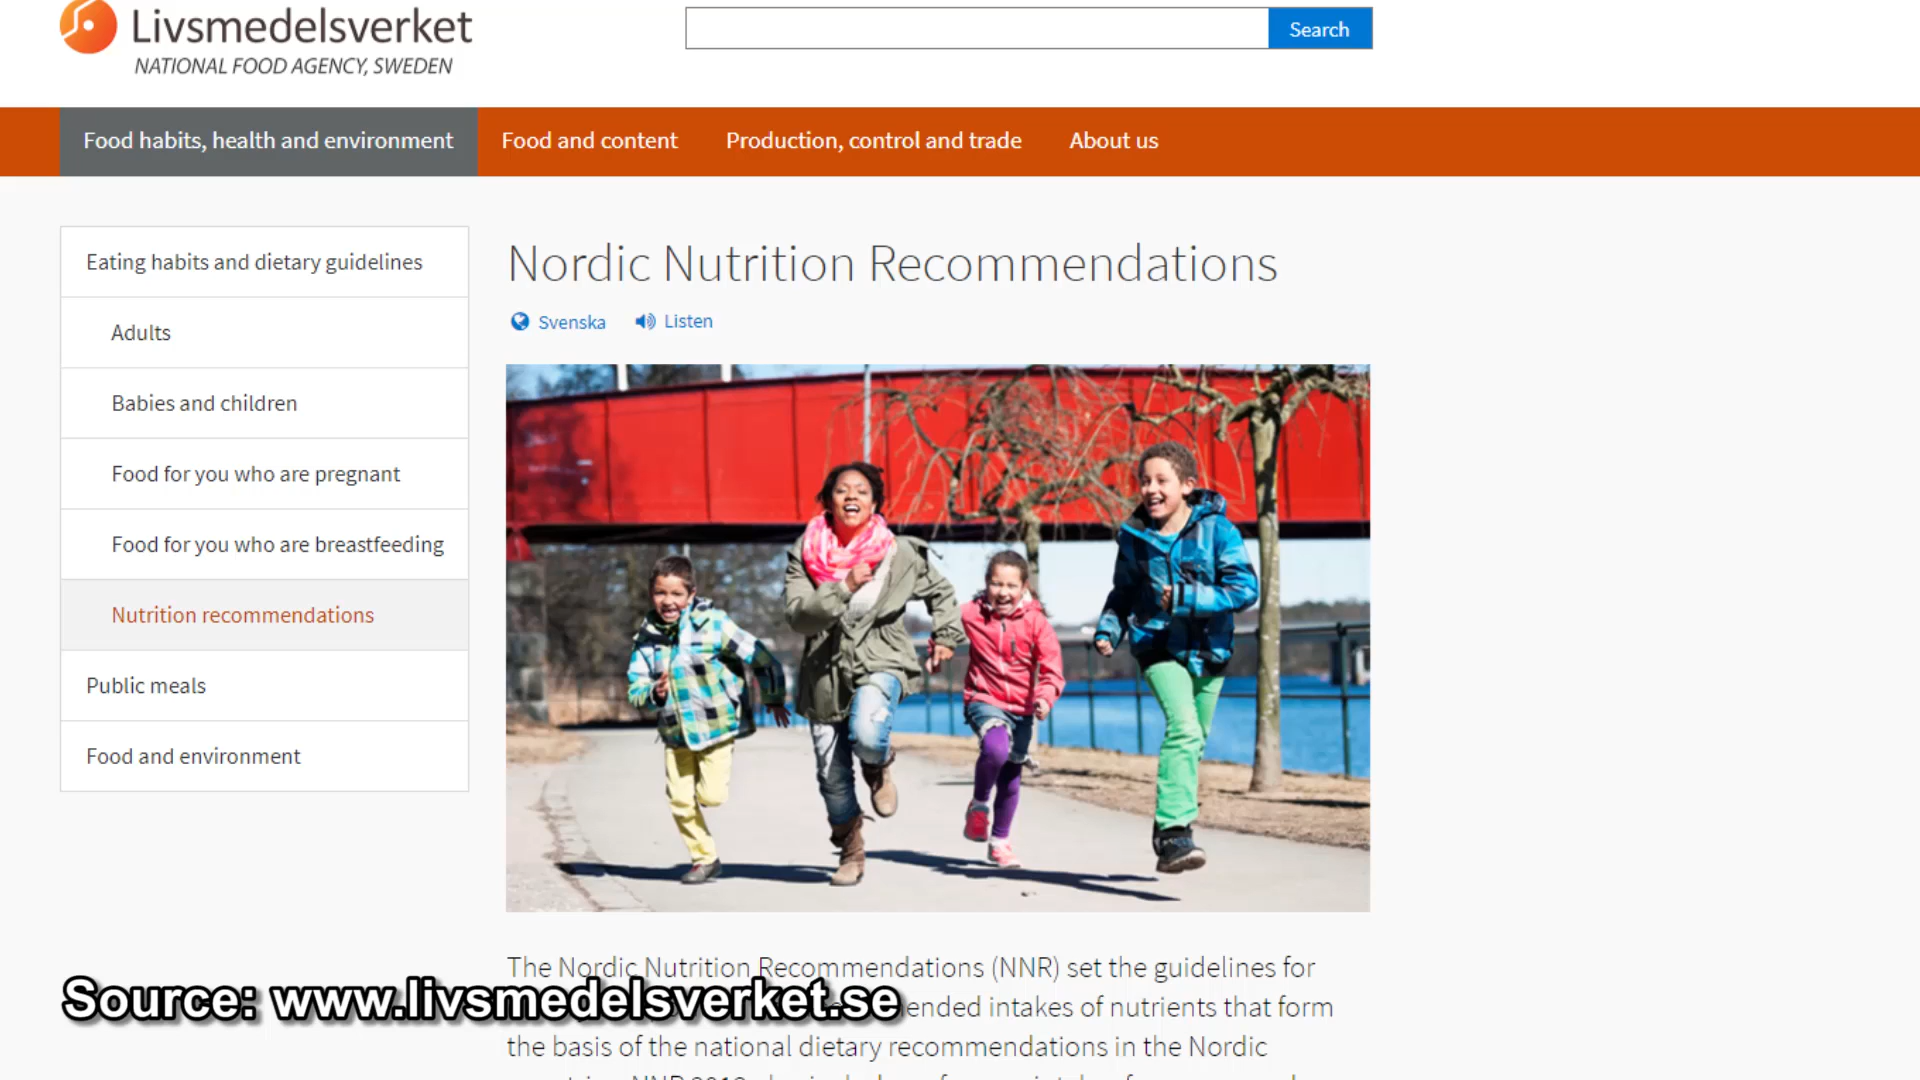 Livsmedelsverket
NATIONAL FOOD AGENCY, SWEDEN
Search
Food habits, health and environment
Food and content
Production, control and trade
About us
Eating habits and dietary guidelines
Adults
Babies and children
Food for you who are pregnant
Food for you who are breastfeeding
Nutrition recommendations
Public meals
Food and environment
Nordic Nutrition Recommendations
Svenska
Listen
The Nordic Nutrition Recommendations (NNR) set the guidelines for
intakes of nutrients that form
the basis of the national dietary recommendations in the Nordic
Source: www.livsmedelsverket.se